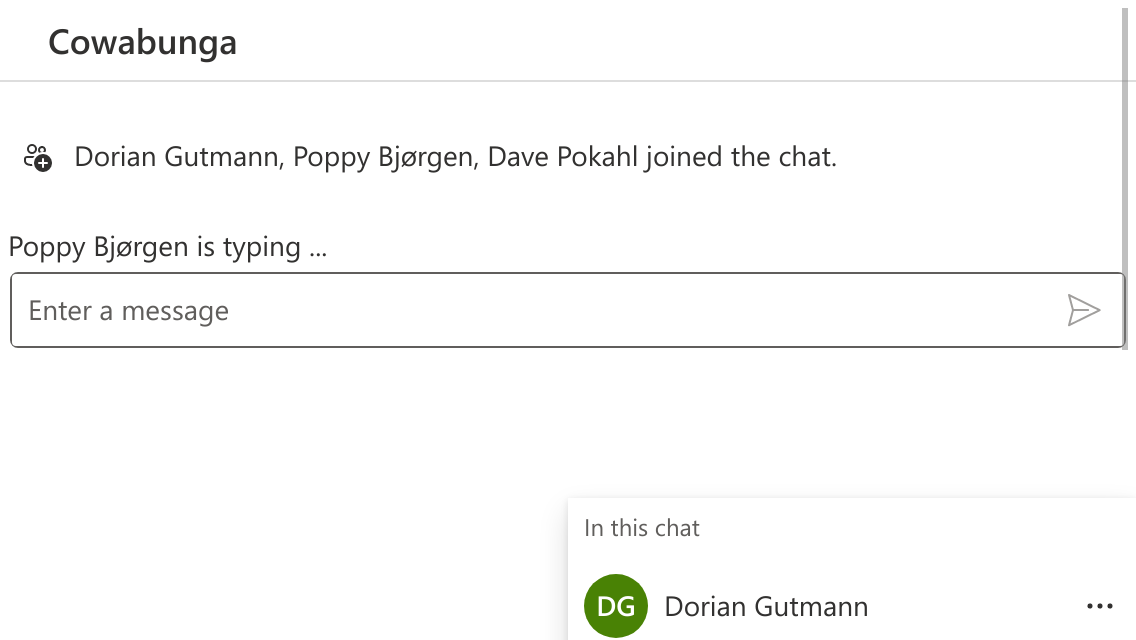 Cowabunga
Dorian Gutmann, Poppy Bjørgen, Dave Pokahl joined the chat.
Poppy Bjørgen is typing ...
Enter a message
In this chat
DG Dorian Gutmann